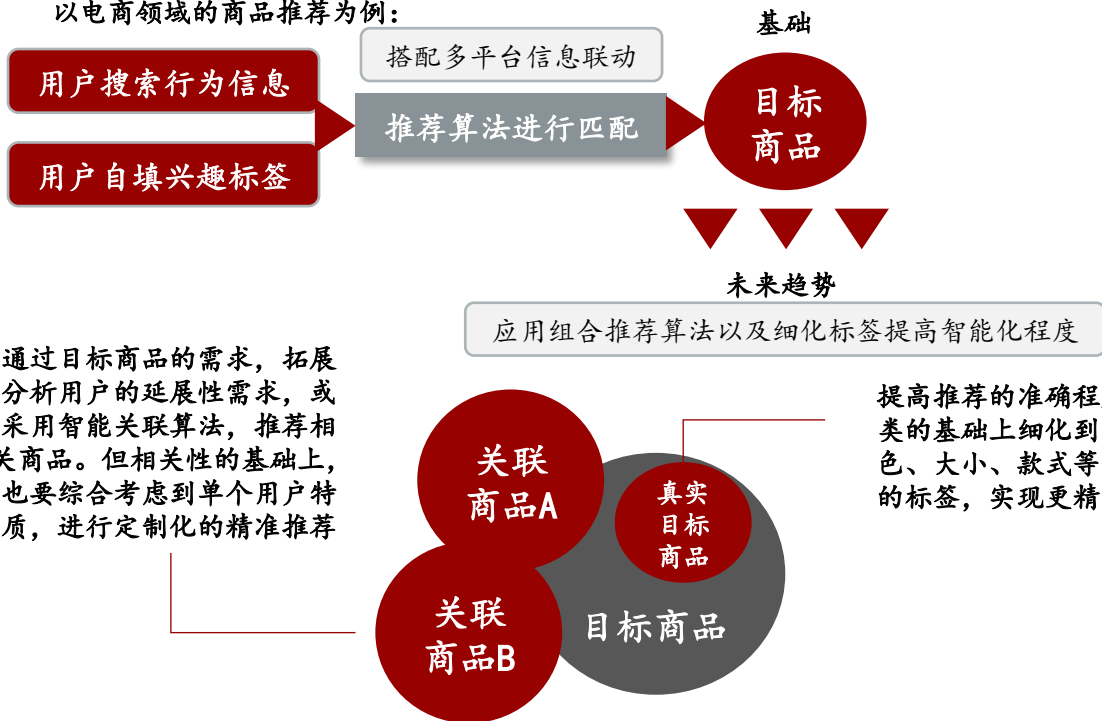 以电商领域的商品推荐为例：
用户搜索行为信息
用户自填兴趣标签
搭配多平台信息联动
推荐算法进行匹配
基础
目标
商品
未来趋势
应用组合推荐算法以及细化标签提高智能化程度
通过目标商品的需求，拓展
分析用户的延展性需求，或
采用智能关联算法，推荐相
关商品。但相关性的基础上，
也要综合考虑到单个用户特
质，进行定制化的精准推荐
关联
商品A
关联
商品B
真实
目标
商品
目标商品
提高推荐的准确程
类的基础上细化到
色、大小、款式等
的标签，实现更精